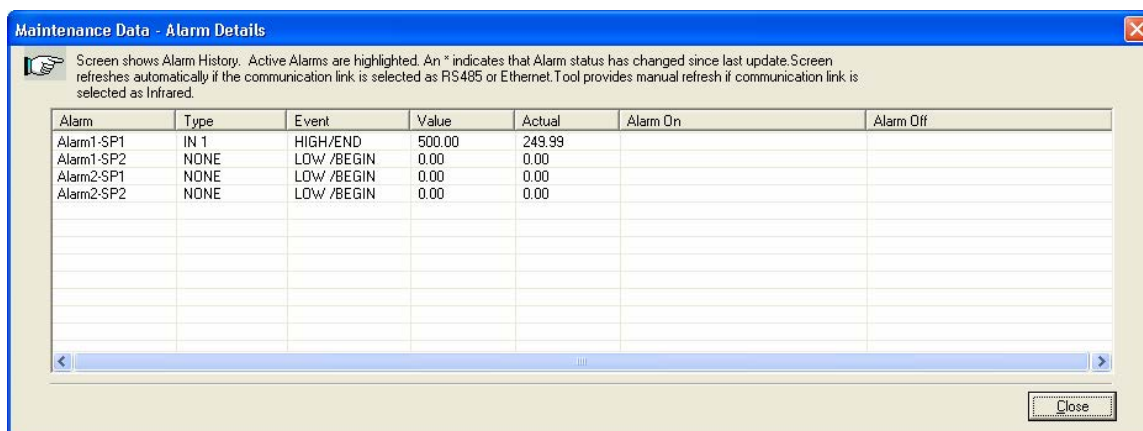 Maintenance Data - Alarm Details
Screen shows Alarm History. Active Alarms are highlighted. An * indicates that Alarm status has changed since last update.Screen
refreshes automatically if the communication link is selected as RS485 or Ethernet.Tool provides manual refresh if communication link is
selected as Infrared.
Alarm Type Event Value Actual Alarm On Alarm Off
Alarm1-SP1 IN 1 HIGH/END 500.00 249.99
Alarm1-SP2 NONE LOW /BEGIN 0.00 0.00
Alarm2-SP1 NONE LOW /BEGIN 0.00 0.00
Alarm2-SP2 NONE LOW /BEGIN 0.00 0.00
Close